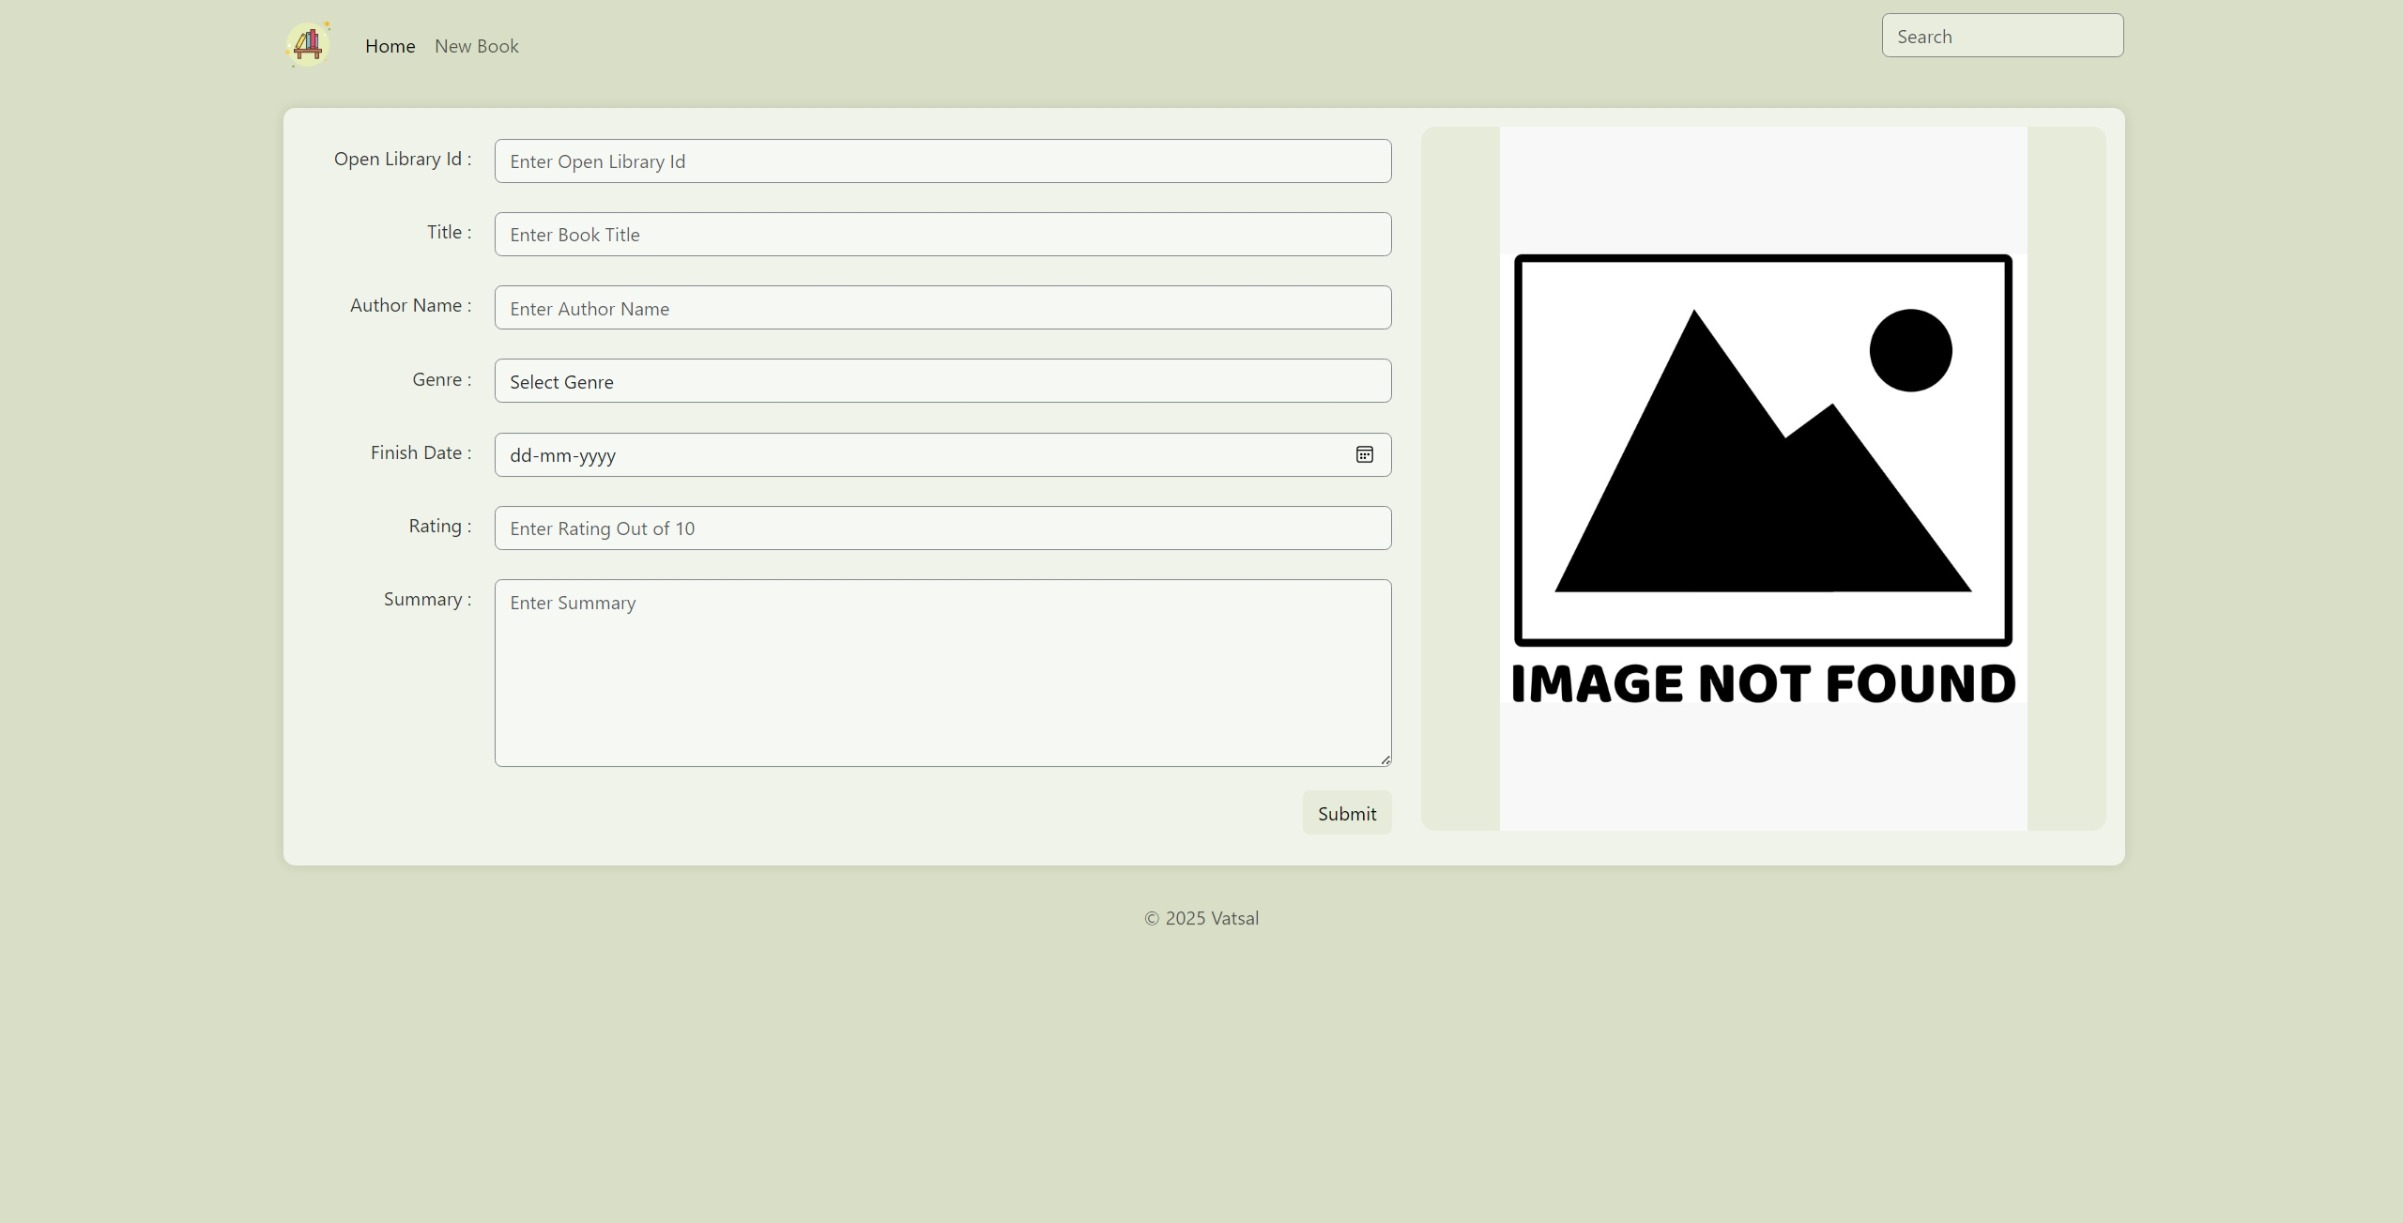 Home New Book Search
Open Library Id : Enter Open Library Id
Title : Enter Book Title
Author Name : Enter Author Name
Genre : Select Genre
Finish Date : dd-mm-yyyy
Rating : Enter Rating Out of 10
Summary : Enter Summary
Submit
IMAGE NOT FOUND
© 2025 Vatsal